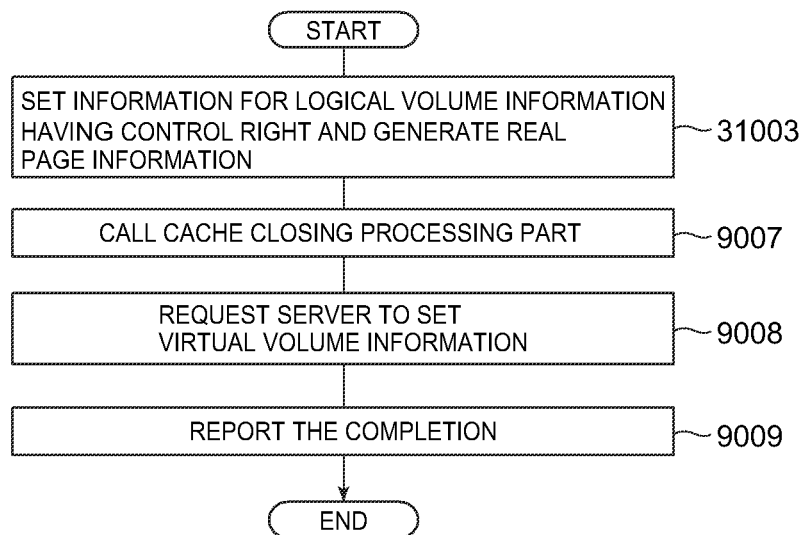 START
SET INFORMATION FOR LOGICAL VOLUME INFORMATION
HAVING CONTROL RIGHT AND GENERATE REAL
PAGE INFORMATION
31003
CALL CACHE CLOSING PROCESSING PART
9007
REQUEST SERVER TO SET
VIRTUAL VOLUME INFORMATION
9008
REPORT THE COMPLETION
9009
END